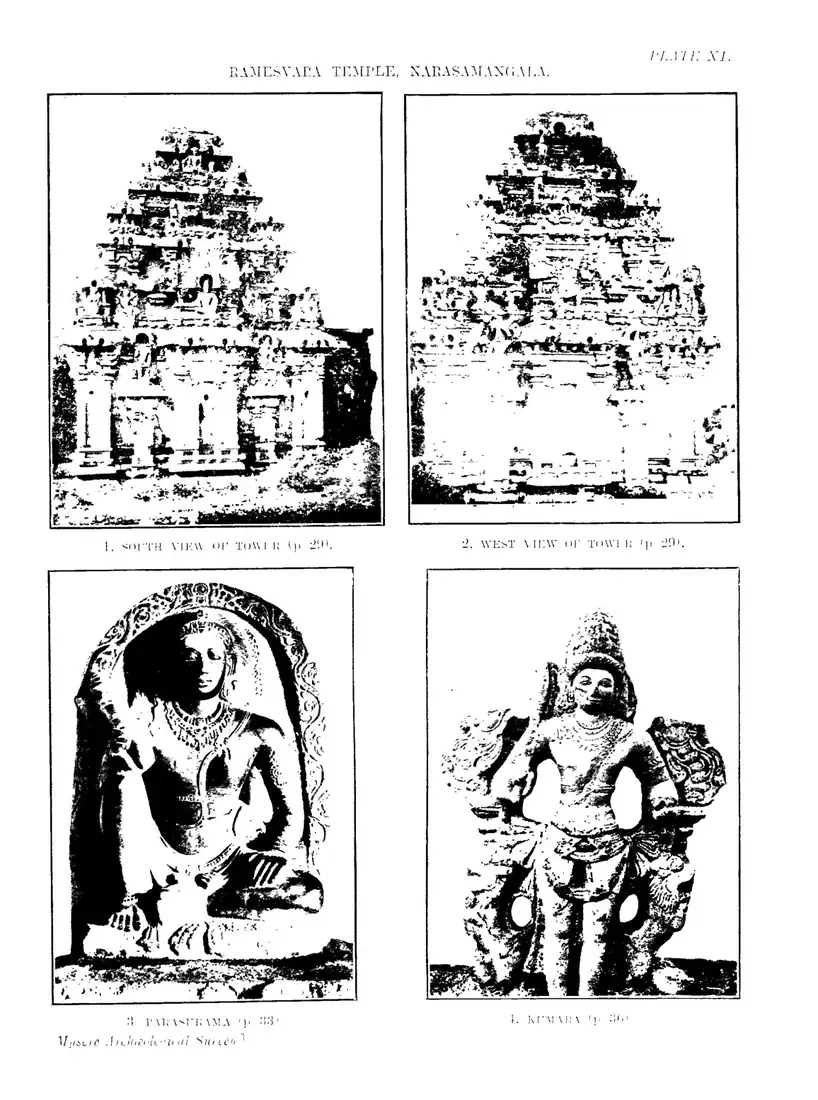 PLATE XI.
RAMESVARA TEMPLE, NARASAMANGALA.
1. SOUTH VIEW OF TOWER (p 29).
2. WEST VIEW OF TOWER (p 29).
3. PARASURAMA (p 33)
4. KUMARA (p 36)
Mysore Archæological Survey]